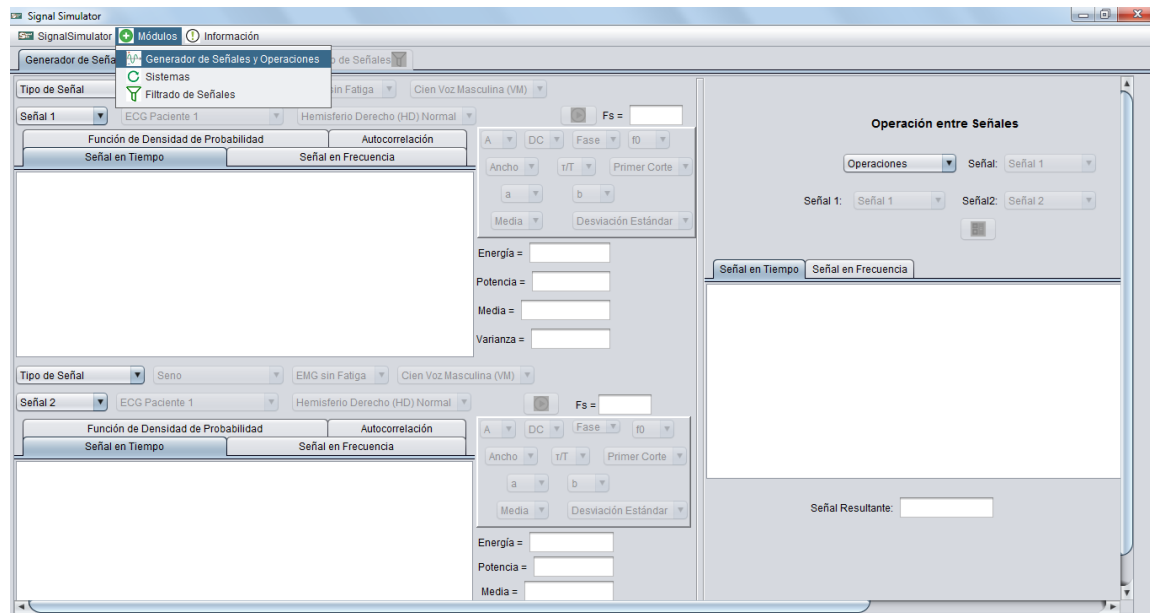 Signal Simulator
SignalSimulator Módulos Información
Generador de Seña
Generador de Señales y Operaciones
o de Señales
Sistemas
Filtrado de Señales
Tipo de Señal
sin Fatiga Cien Voz Masculina (VM)
Señal 1 ECG Paciente 1 Hemisferio Derecho (HD) Normal Fs =
Función de Densidad de Probabilidad Autocorrelación
Señal en Tiempo Señal en Frecuencia
A DC Fase f0
Ancho τ/T Primer Corte
a b
Media Desviación Estándar
Energía =
Potencia =
Media =
Varianza =
Tipo de Señal Seno EMG sin Fatiga Cien Voz Masculina (VM)
Señal 2 ECG Paciente 1 Hemisferio Derecho (HD) Normal Fs =
Función de Densidad de Probabilidad Autocorrelación
Señal en Tiempo Señal en Frecuencia
A DC Fase f0
Ancho τ/T Primer Corte
a b
Media Desviación Estándar
Energía =
Potencia =
Media =
Operación entre Señales
Operaciones Señal: Señal 1
Señal 1: Señal 1 Señal2: Señal 2
Señal en Tiempo Señal en Frecuencia
Señal Resultante: